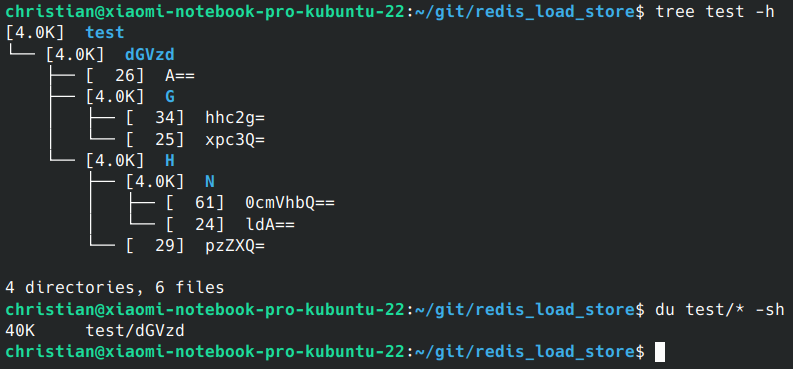 christian@xiaomi-notebook-pro-kubuntu-22:~/git/redis_load_store$ tree test -h
[4.0K]  test
└── [4.0K]  dGVzd
    ├── [  26]  A==
    ├── [4.0K]  G
    │   ├── [  34]  hhc2g=
    │   └── [  25]  xpc3Q=
    └── [4.0K]  H
        ├── [4.0K]  N
        │   ├── [  61]  0cmVhbQ==
        │   └── [  24]  ldA==
        └── [  29]  pzZXQ=

4 directories, 6 files
christian@xiaomi-notebook-pro-kubuntu-22:~/git/redis_load_store$ du test/* -sh
40K     test/dGVzd
christian@xiaomi-notebook-pro-kubuntu-22:~/git/redis_load_store$